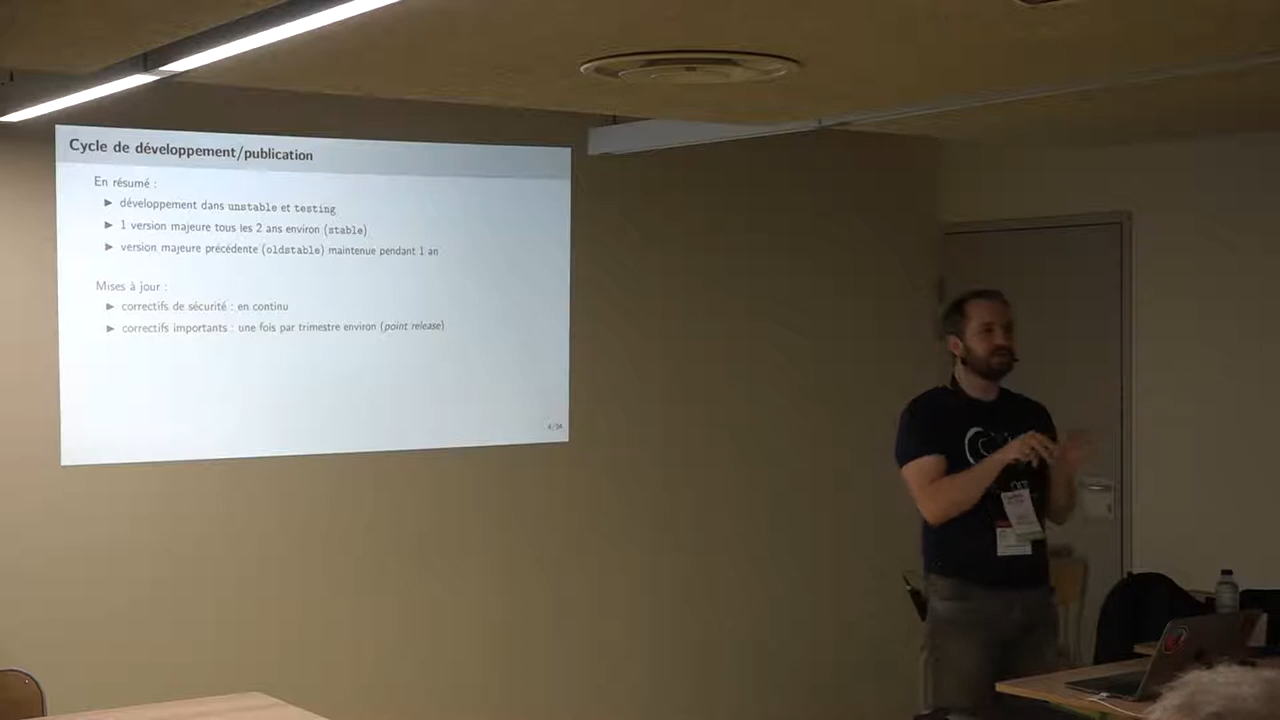 Cycle de développement/publication
En résumé :
▶ développement dans unstable et testing
▶ 1 version majeure tous les 2 ans environ (stable)
▶ version majeure précédente (oldstable) maintenue pendant 1 an
Mises à jour :
▶ correctifs de sécurité : en continu
▶ correctifs importants : une fois par trimestre environ (point release)